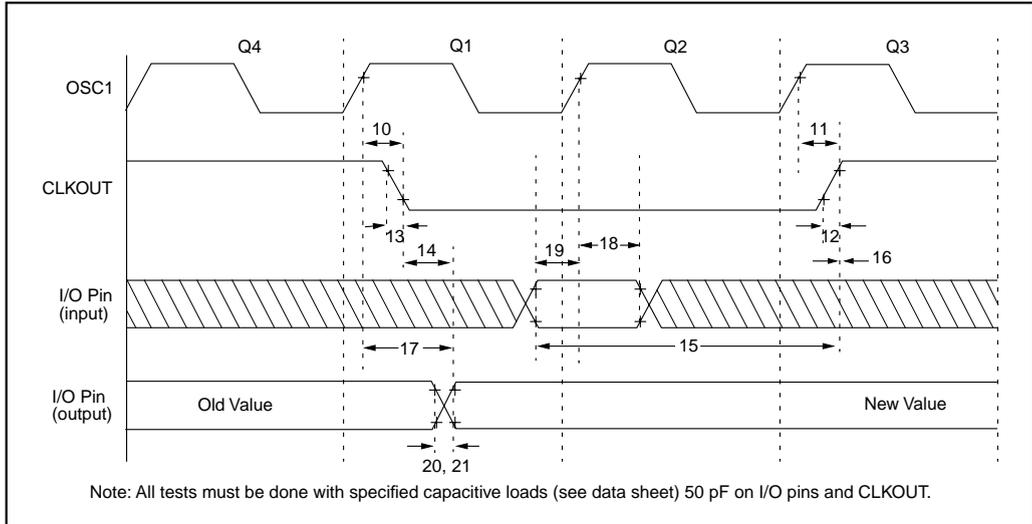 Q4 Q1 Q2 Q3
OSC1
10 11
CLKOUT
13 12
14 19 18 16
I/O Pin
(input)
17 15
I/O Pin
(output)
Old Value New Value
20, 21
Note: All tests must be done with specified capacitive loads (see data sheet) 50 pF on I/O pins and CLKOUT.